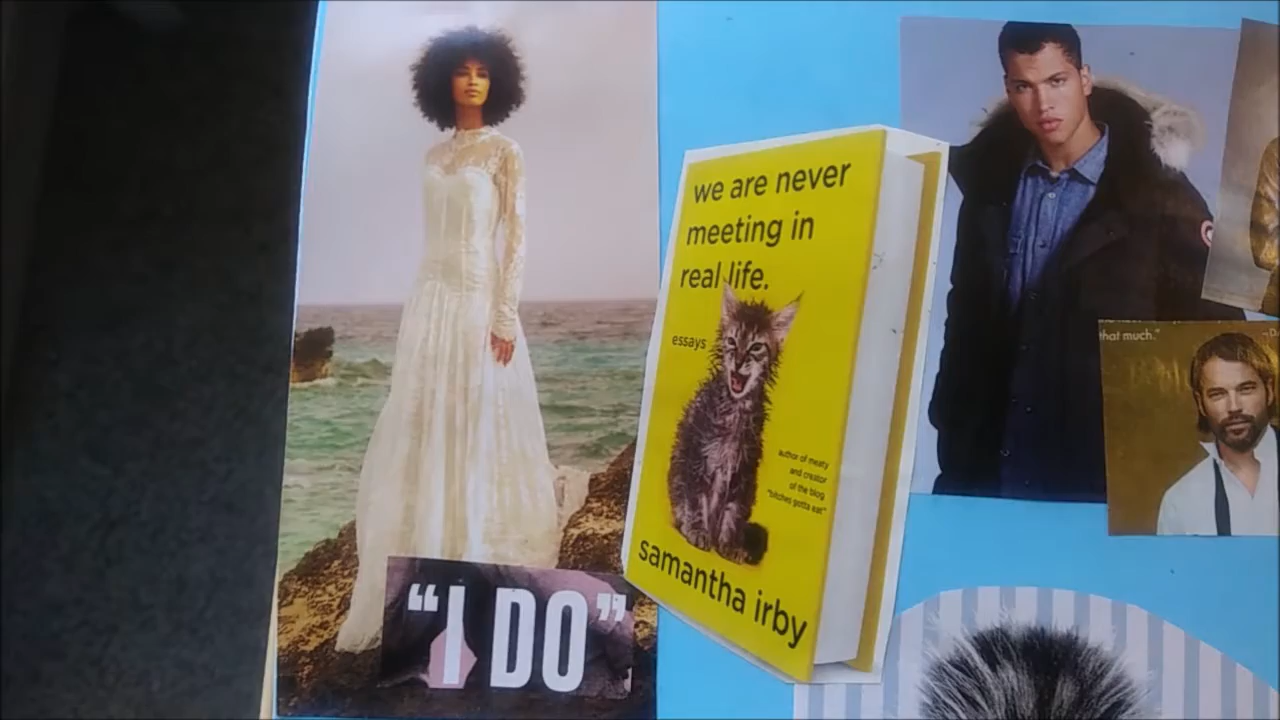 we are never
meeting in
real life.
essays
author of meaty
and creator
of the blog
"bitches gotta eat"
samantha irby
"I DO"
that much."